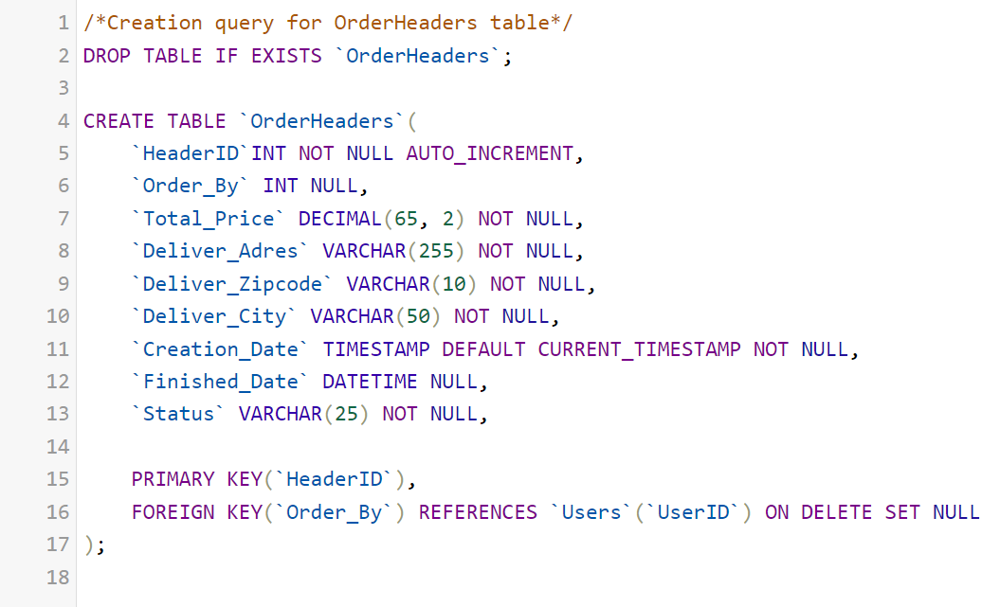 1 /*Creation query for OrderHeaders table*/
2 DROP TABLE IF EXISTS `OrderHeaders`;
3
4 CREATE TABLE `OrderHeaders`(
5     `HeaderID`INT NOT NULL AUTO_INCREMENT,
6     `Order_By` INT NULL,
7     `Total_Price` DECIMAL(65, 2) NOT NULL,
8     `Deliver_Adres` VARCHAR(255) NOT NULL,
9     `Deliver_Zipcode` VARCHAR(10) NOT NULL,
10     `Deliver_City` VARCHAR(50) NOT NULL,
11     `Creation_Date` TIMESTAMP DEFAULT CURRENT_TIMESTAMP NOT NULL,
12     `Finished_Date` DATETIME NULL,
13     `Status` VARCHAR(25) NOT NULL,
14
15     PRIMARY KEY(`HeaderID`),
16     FOREIGN KEY(`Order_By`) REFERENCES `Users`(`UserID`) ON DELETE SET NULL
17 );
18